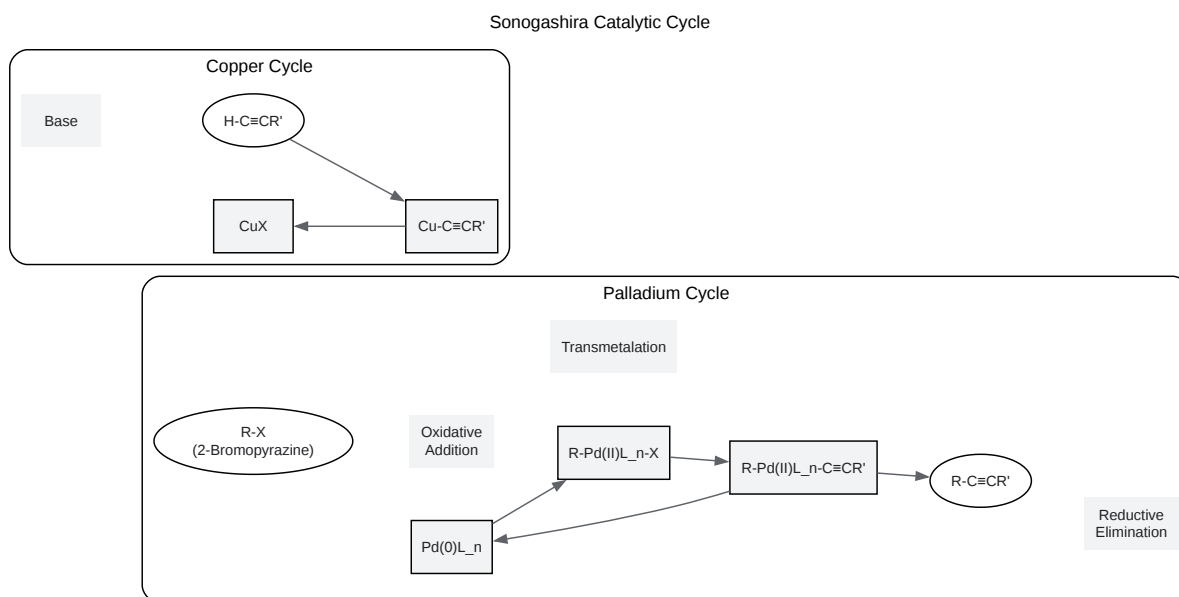 Sonogashira Catalytic Cycle
Copper Cycle
Base
H-C≡CR'
CuX
Cu-C≡CR'
Palladium Cycle
Transmetalation
R-X
(2-Bromopyrazine)
Oxidative
Addition
R-Pd(II)L_n-X
R-Pd(II)L_n-C≡CR'
R-C≡CR'
Reductive
Elimination
Pd(0)L_n